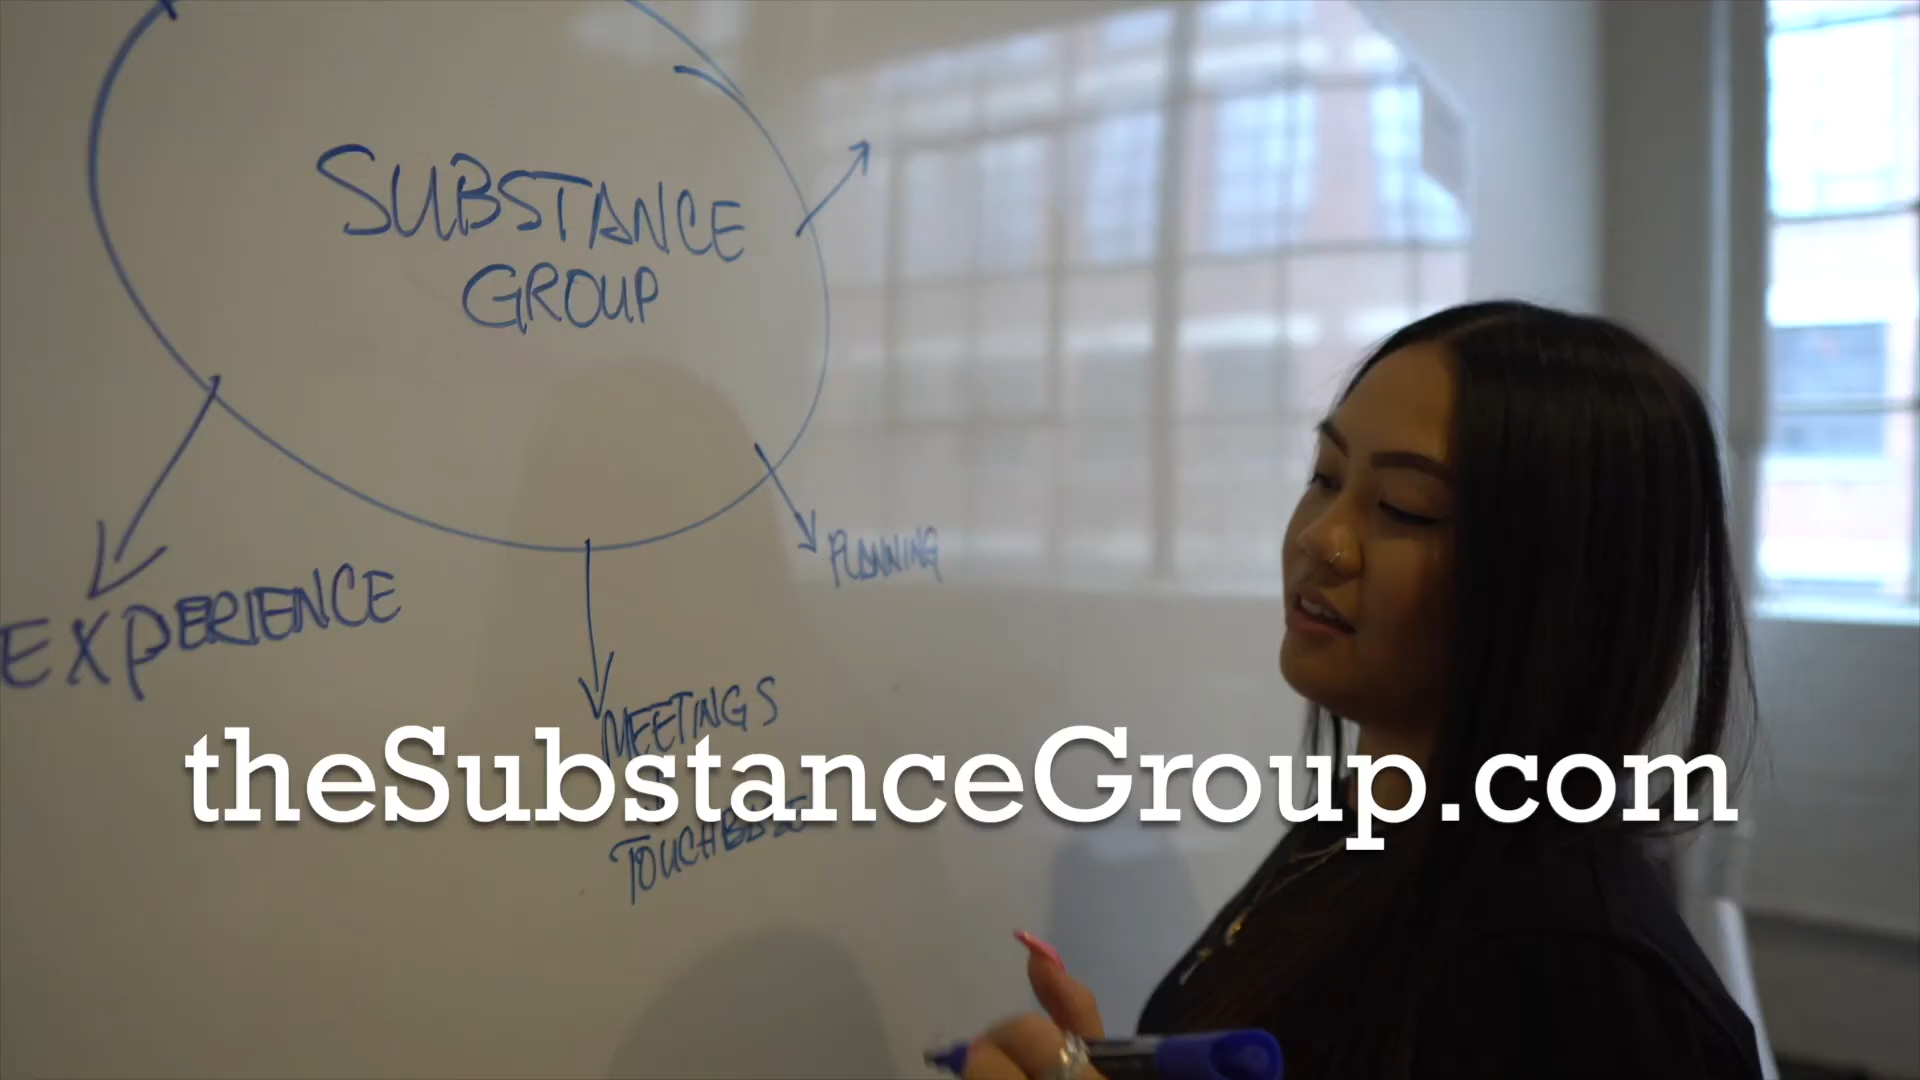 SUBSTANCE
GROUP
PLANNING
EXPERIENCE
MEETINGS
theSubstanceGroup.com